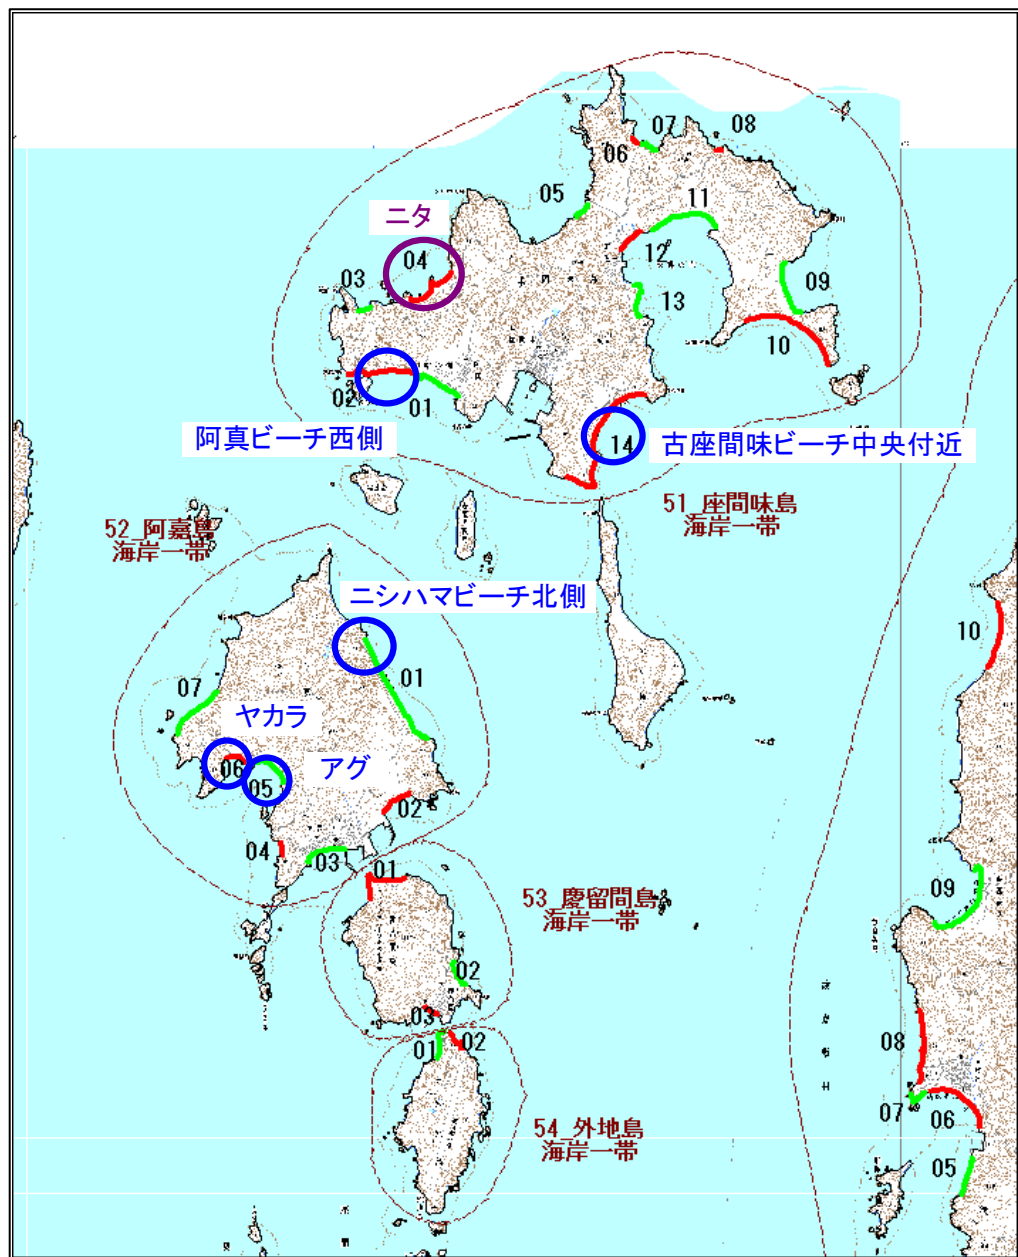 07
08
06
05
11
ニタ
04
12
03
09
13
10
02
01
阿真ビーチ西側
14
古座間味ビーチ中央付近
51_座間味島
海岸一帯
52_阿嘉島
海岸一帯
ニシハマビーチ北側
10
01
07
ヤカラ
06
アグ
05
02
04
03
01
53_慶留間島
海岸一帯
09
02
03
01
02
08
07
06
54_外地島
海岸一帯
05